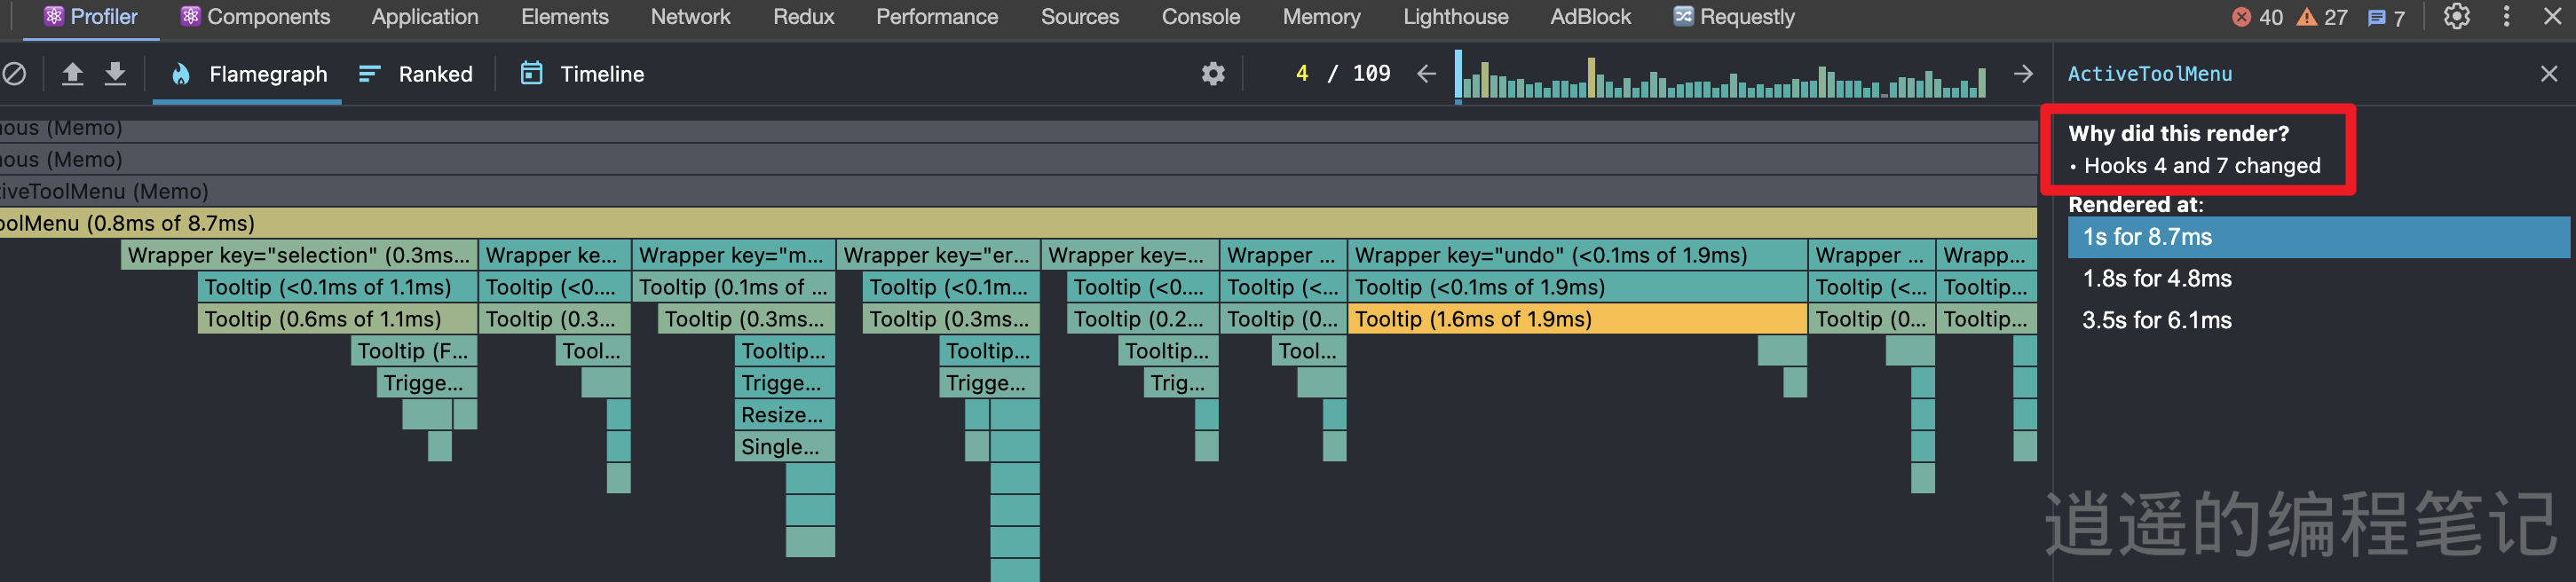 Profiler Components Application Elements Network Redux Performance Sources Console Memory Lighthouse AdBlock Requestly 40 27 7
Flamegraph Ranked Timeline 4 / 109 ActiveToolMenu
ous (Memo)
ous (Memo)
tiveToolMenu (Memo)
oolMenu (0.8ms of 8.7ms)
Wrapper key="selection" (0.3ms... Wrapper ke... Wrapper key="m... Wrapper key="er... Wrapper key=... Wrapper ... Wrapper key="undo" (<0.1ms of 1.9ms) Wrapper ... Wrapp...
Tooltip (<0.1ms of 1.1ms) Tooltip (<0.... Tooltip (0.1ms of ... Tooltip (<0.1m... Tooltip (<0.... Tooltip (<... Tooltip (<0.1ms of 1.9ms) Tooltip (<... Tooltip...
Tooltip (0.6ms of 1.1ms) Tooltip (0.3... Tooltip (0.3ms... Tooltip (0.3ms... Tooltip (0.2... Tooltip (0... Tooltip (1.6ms of 1.9ms) Tooltip (0... Tooltip...
Tooltip (F... Tool... Tooltip... Tooltip... Tooltip... Tool...
Trigge... Trigge... Trigge... Trig...
Resize...
Single...
Why did this render?
• Hooks 4 and 7 changed
Rendered at:
1s for 8.7ms
1.8s for 4.8ms
3.5s for 6.1ms
逍遥的编程笔记